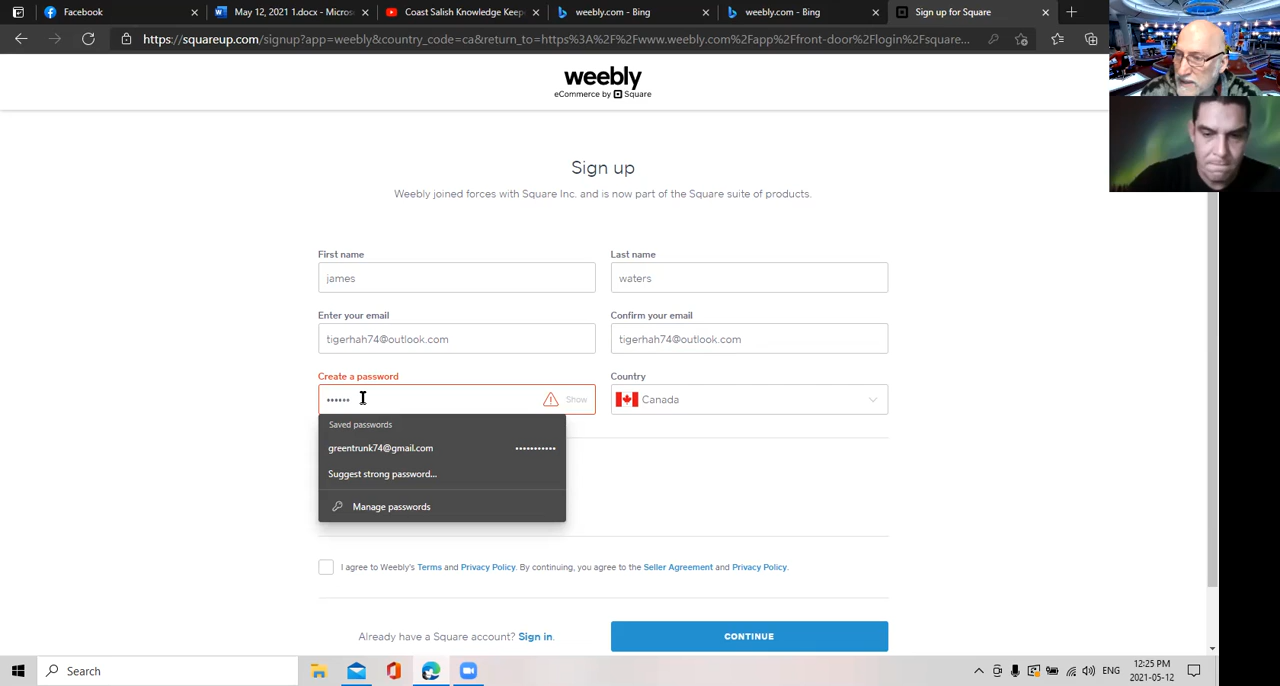 Facebook
May 12, 2021 1.docx - Micros
Coast Salish Knowledge Keep
weebly.com - Bing
weebly.com - Bing
Sign up for Square
https://squareup.com/signup?app=weebly&country_code=ca&return_to=https%3A%2F%2Fwww.weebly.com%2Fapp%2Ffront-door%2Flogin%2Fsquare...
weebly
eCommerce by Square
Sign up
Weebly joined forces with Square Inc. and is now part of the Square suite of products.
First name
Last name
james
waters
Enter your email
Confirm your email
tigerhah74@outlook.com
tigerhah74@outlook.com
Create a password
Country
•••••• Show
Canada
Saved passwords
greentrunk74@gmail.com •••••••••••
Suggest strong password...
Manage passwords
I agree to Weebly's Terms and Privacy Policy. By continuing, you agree to the Seller Agreement and Privacy Policy.
Already have a Square account? Sign in.
CONTINUE
Search
ENG
12:25 PM
2021-05-12